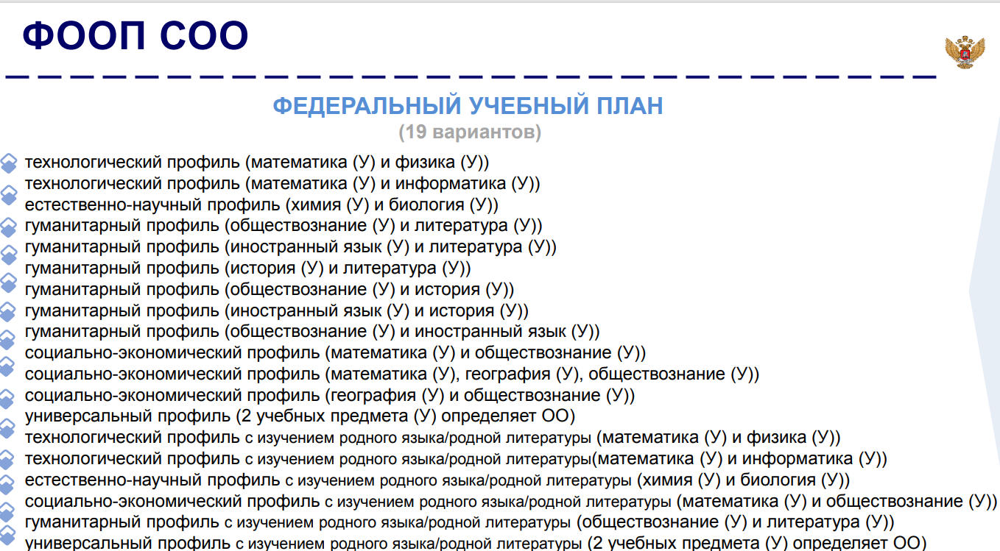 ФООП СОО
ФЕДЕРАЛЬНЫЙ УЧЕБНЫЙ ПЛАН
(19 вариантов)
технологический профиль (математика (У) и физика (У))
технологический профиль (математика (У) и информатика (У))
естественно-научный профиль (химия (У) и биология (У))
гуманитарный профиль (обществознание (У) и литература (У))
гуманитарный профиль (иностранный язык (У) и литература (У))
гуманитарный профиль (история (У) и литература (У))
гуманитарный профиль (обществознание (У) и история (У))
гуманитарный профиль (иностранный язык (У) и история (У))
гуманитарный профиль (обществознание (У) и иностранный язык (У))
социально-экономический профиль (математика (У) и обществознание (У))
социально-экономический профиль (математика (У), география (У), обществознание (У))
социально-экономический профиль (география (У) и обществознание (У))
универсальный профиль (2 учебных предмета (У) определяет ОО)
технологический профиль с изучением родного языка/родной литературы (математика (У) и физика (У))
технологический профиль с изучением родного языка/родной литературы(математика (У) и информатика (У))
естественно-научный профиль с изучением родного языка/родной литературы (химия (У) и биология (У))
социально-экономический профиль с изучением родного языка/родной литературы (математика (У) и обществознание (У))
гуманитарный профиль с изучением родного языка/родной литературы (обществознание (У) и литература (У))
универсальный профиль с изучением родного языка/родной литературы (2 учебных предмета (У) определяет ОО)